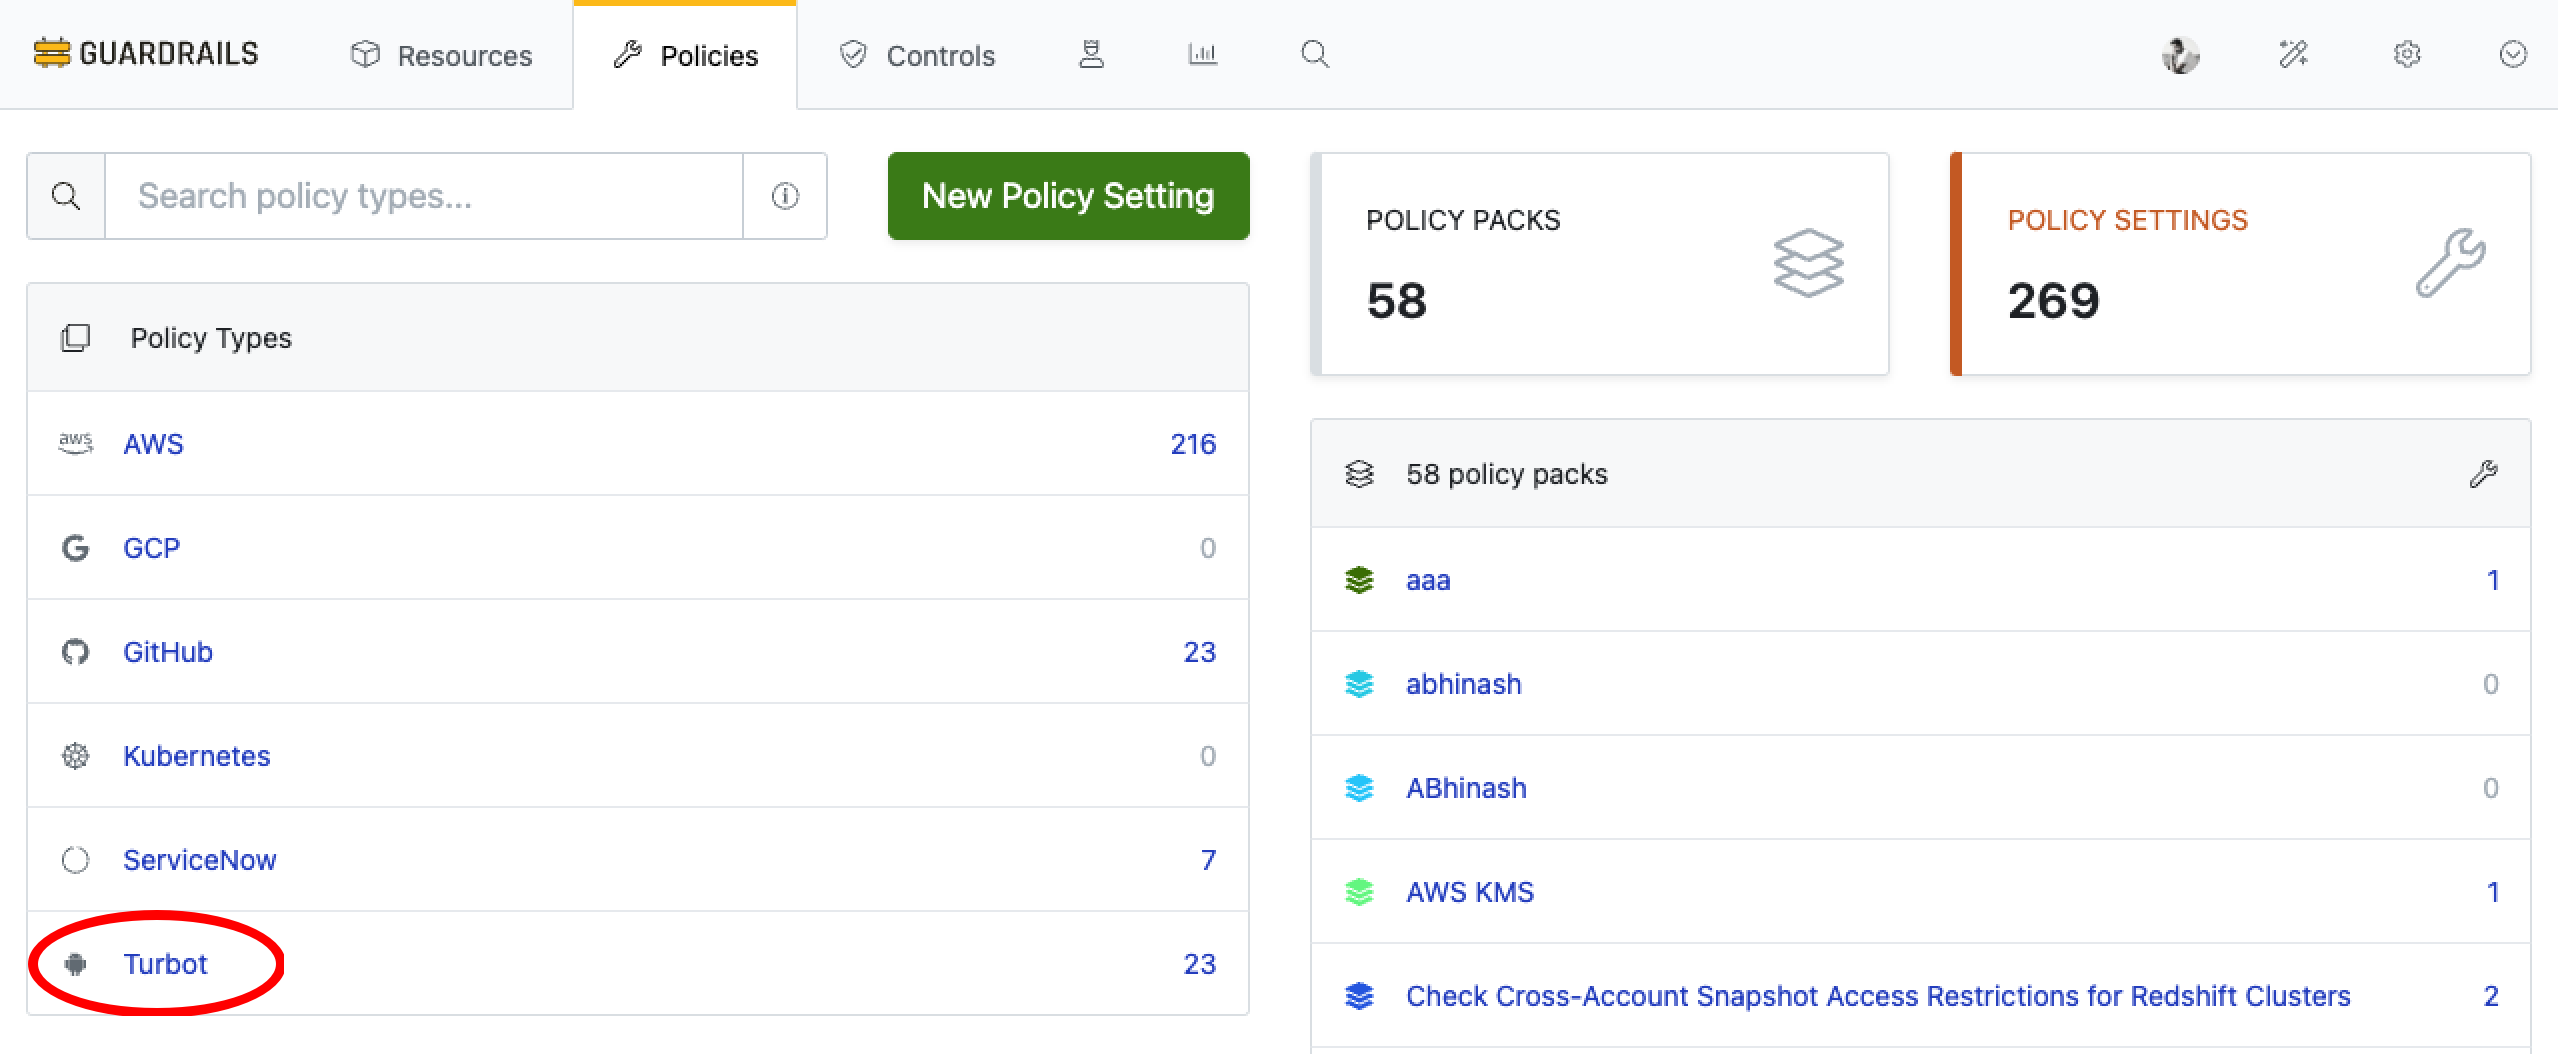 GUARDRAILS
Resources
Policies
Controls
Search policy types...
New Policy Setting
POLICY PACKS
58
POLICY SETTINGS
269
Policy Types
aws AWS 216
GCP 0
GitHub 23
Kubernetes 0
ServiceNow 7
Turbot 23
58 policy packs
aaa 1
abhinash 0
ABhinash 0
AWS KMS 1
Check Cross-Account Snapshot Access Restrictions for Redshift Clusters 2